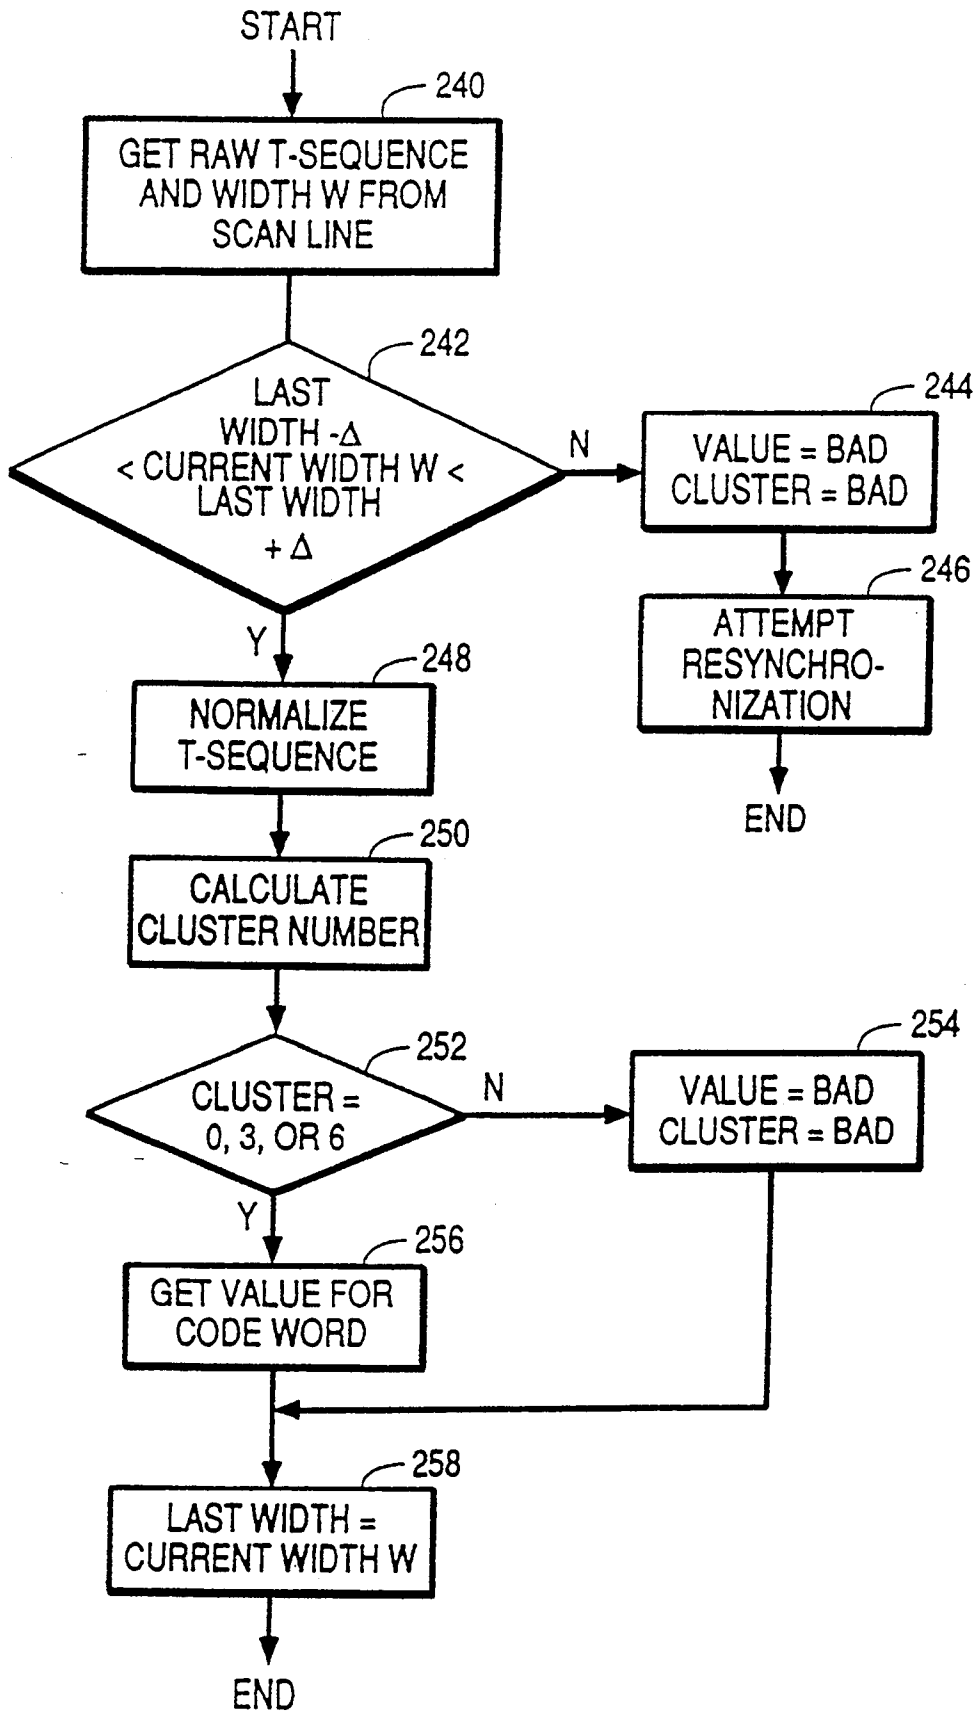 START
240
GET RAW T-SEQUENCE
AND WIDTH W FROM
SCAN LINE
242
LAST
WIDTH -Δ
< CURRENT WIDTH W <
LAST WIDTH
+ Δ
N
244
VALUE = BAD
CLUSTER = BAD
246
ATTEMPT
RESYNCHRO-
NIZATION
END
Y
248
NORMALIZE
T-SEQUENCE
250
CALCULATE
CLUSTER NUMBER
252
CLUSTER =
0, 3, OR 6
N
254
VALUE = BAD
CLUSTER = BAD
Y
256
GET VALUE FOR
CODE WORD
258
LAST WIDTH =
CURRENT WIDTH W
END